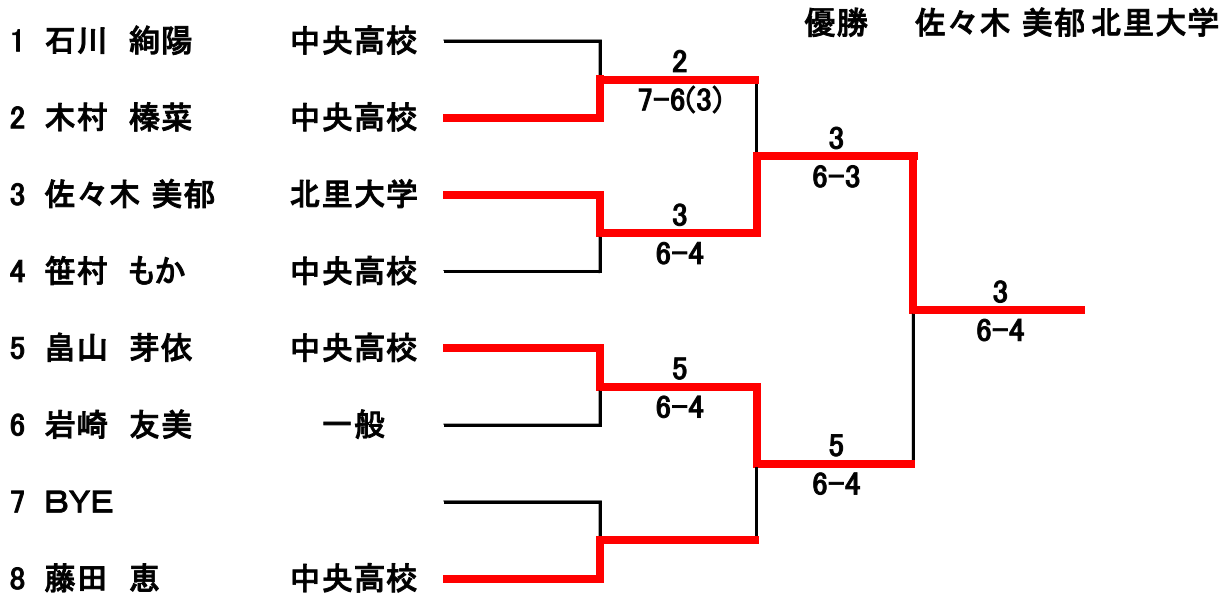 優勝 佐々木 美郁 北里大学
1 石川 絢陽 中央高校
2
7-6(3)
2 木村 榛菜 中央高校
3
6-3
3 佐々木 美郁 北里大学
3
6-4
4 笹村 もか 中央高校
3
6-4
5 畠山 芽依 中央高校
5
6-4
6 岩崎 友美 一般
5
6-4
7 BYE
8 藤田 恵 中央高校